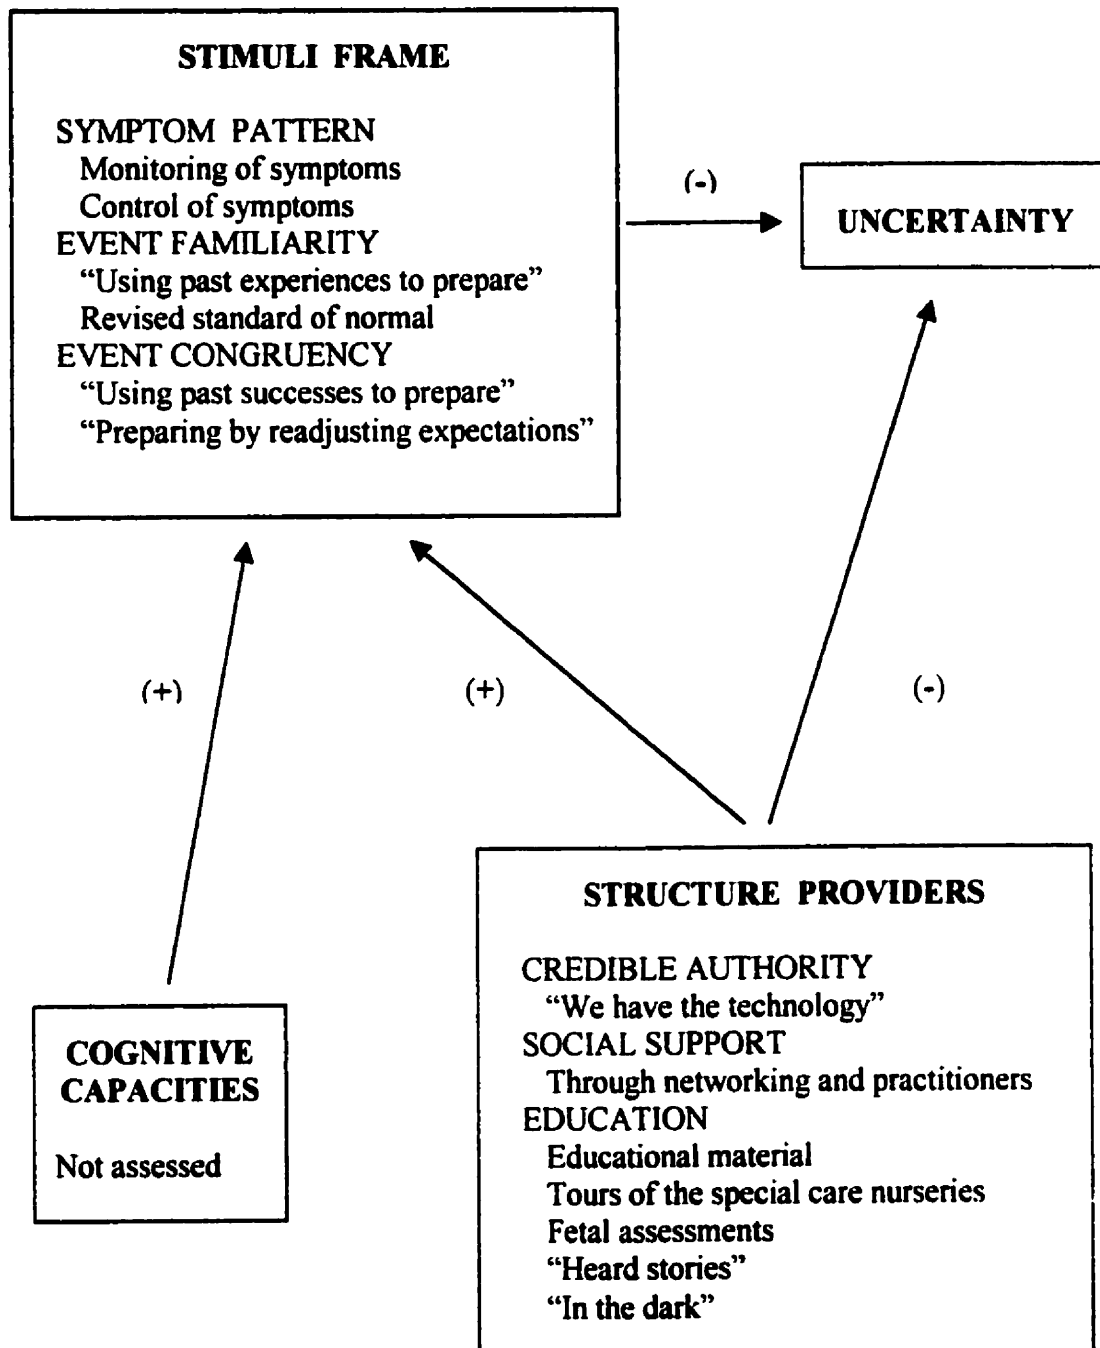 STIMULI FRAME
SYMPTOM PATTERN
Monitoring of symptoms
Control of symptoms
EVENT FAMILIARITY
“Using past experiences to prepare”
Revised standard of normal
EVENT CONGRUENCY
“Using past successes to prepare”
“Preparing by readjusting expectations”
(-)
UNCERTAINTY
(+)
(+)
(-)
COGNITIVE
CAPACITIES
Not assessed
STRUCTURE PROVIDERS
CREDIBLE AUTHORITY
“We have the technology”
SOCIAL SUPPORT
Through networking and practitioners
EDUCATION
Educational material
Tours of the special care nurseries
Fetal assessments
“Heard stories”
“In the dark”